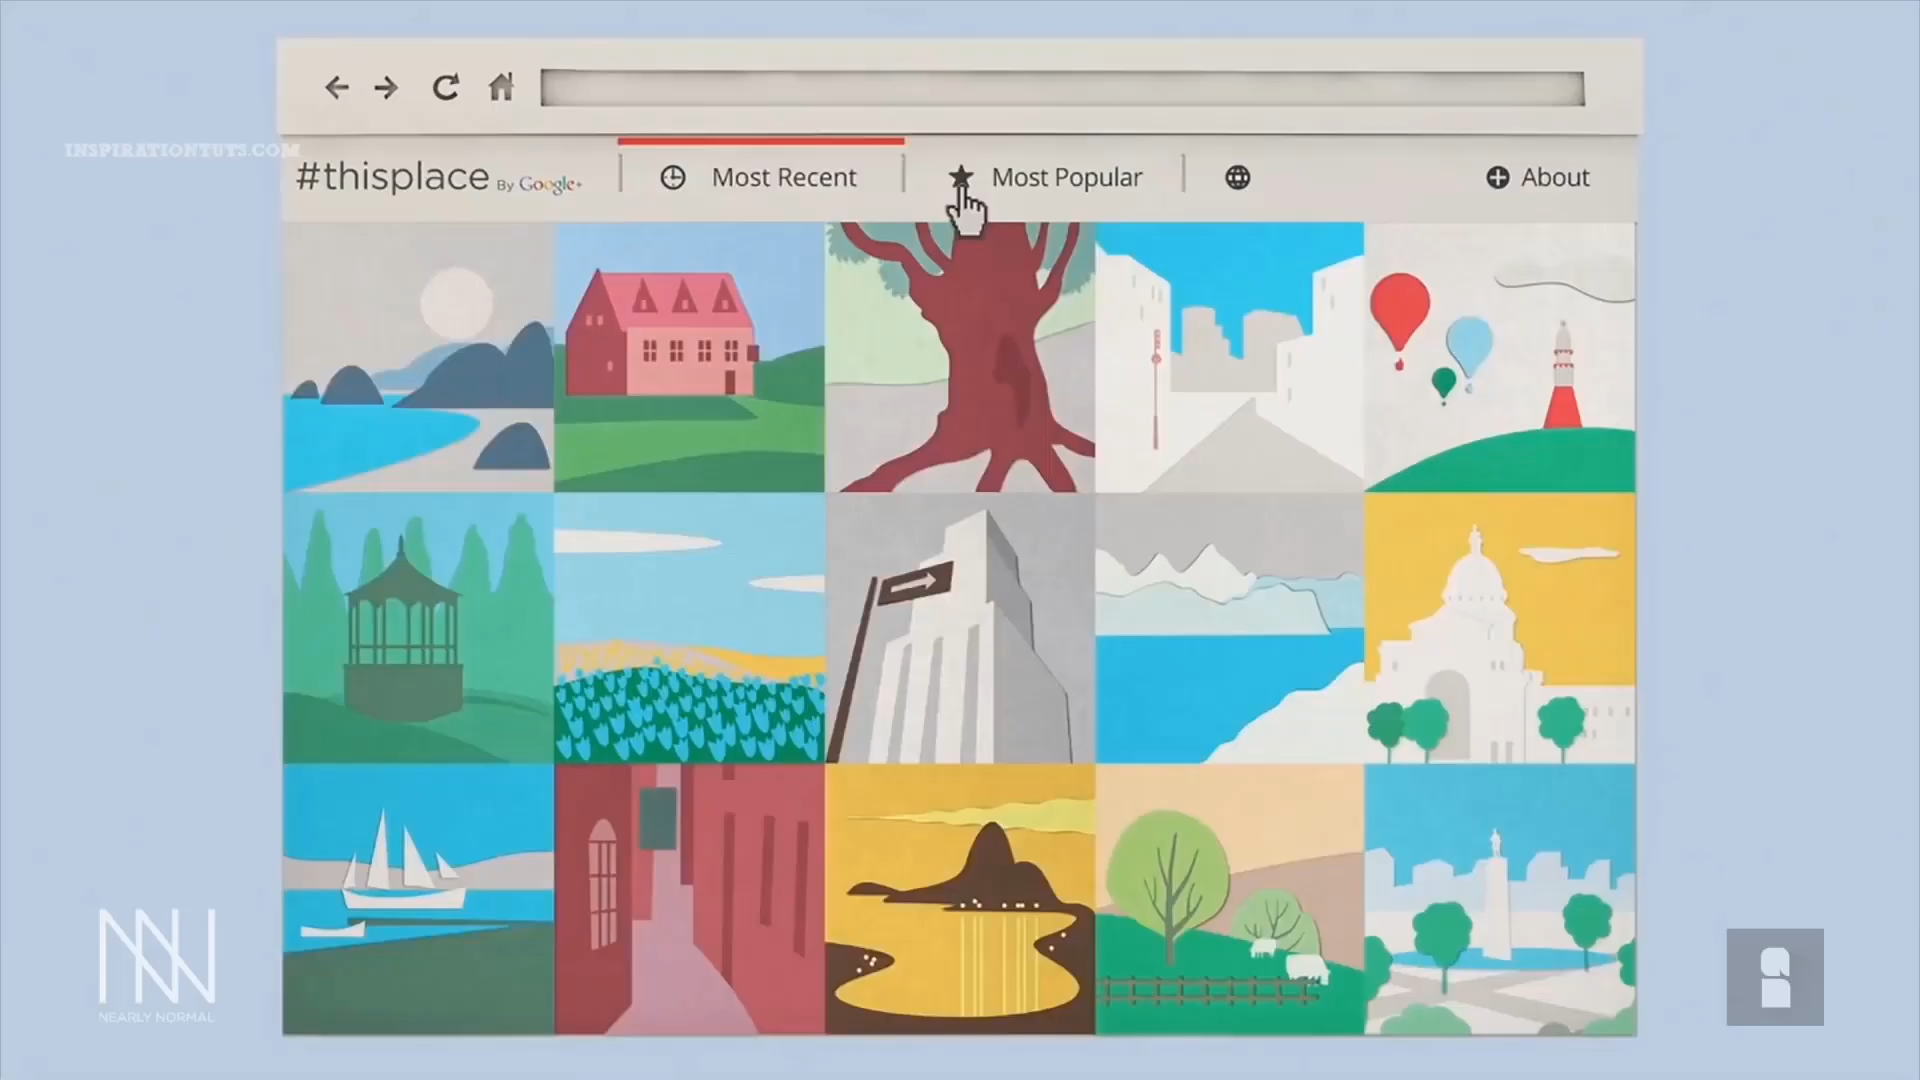 INSPIRATIONTUTS.COM
#thisplace By Google+
Most Recent
Most Popular
About
NEARLY NORMAL